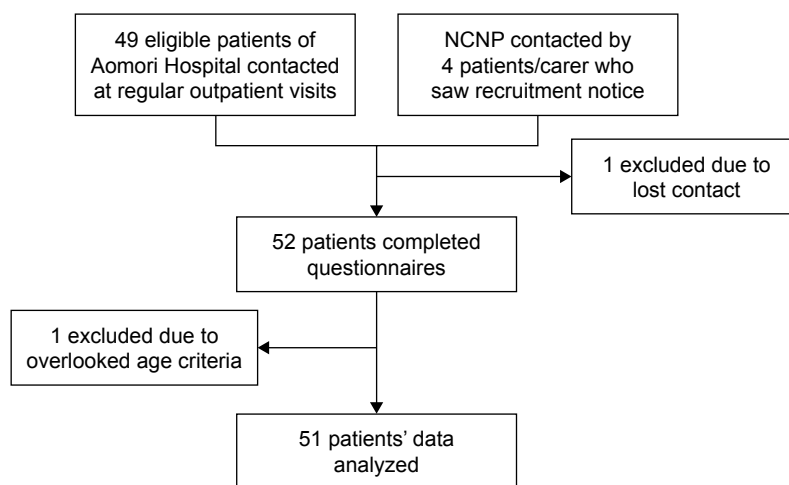 49 eligible patients of
Aomori Hospital contacted
at regular outpatient visits
NCNP contacted by
4 patients/carer who
saw recruitment notice
1 excluded due to
lost contact
52 patients completed
questionnaires
1 excluded due to
overlooked age criteria
51 patients’ data
analyzed